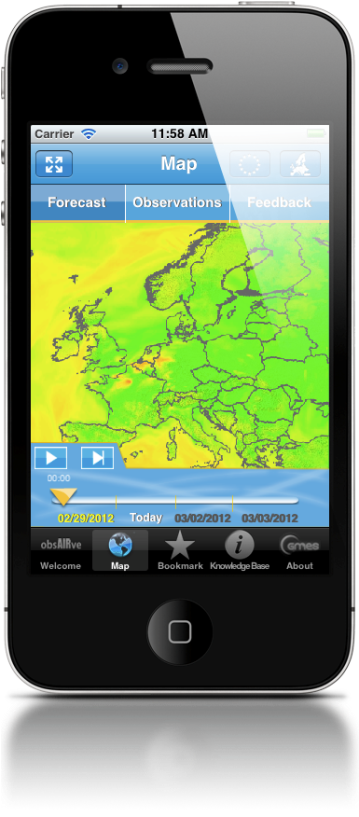 Carrier 11:58 AM
Map
Forecast Observations Feedback
00:00
02/29/2012 Today 03/02/2012 03/03/2012
obsAIRve i Gmes
Welcome Map Bookmark Knowledge Base About